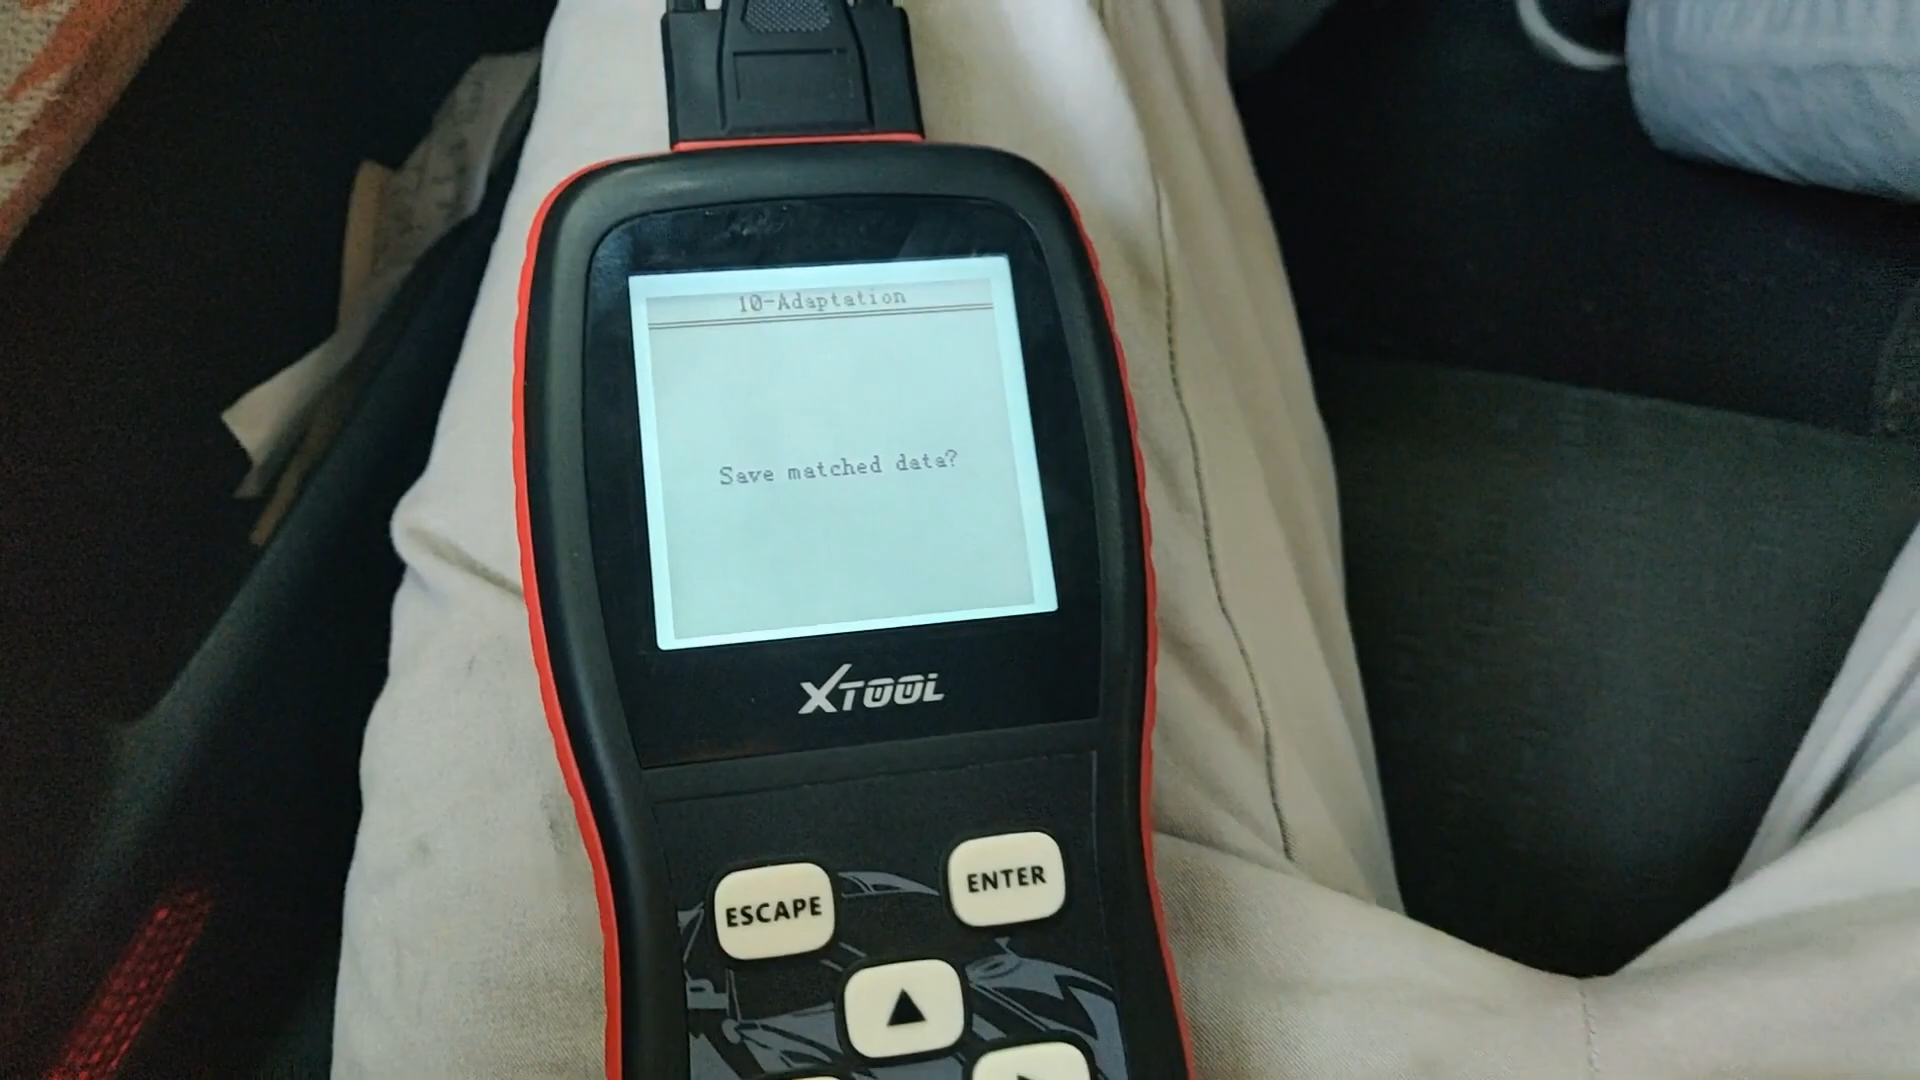 10-Adaptation
Save matched data?
XTOOL
ESCAPE
ENTER